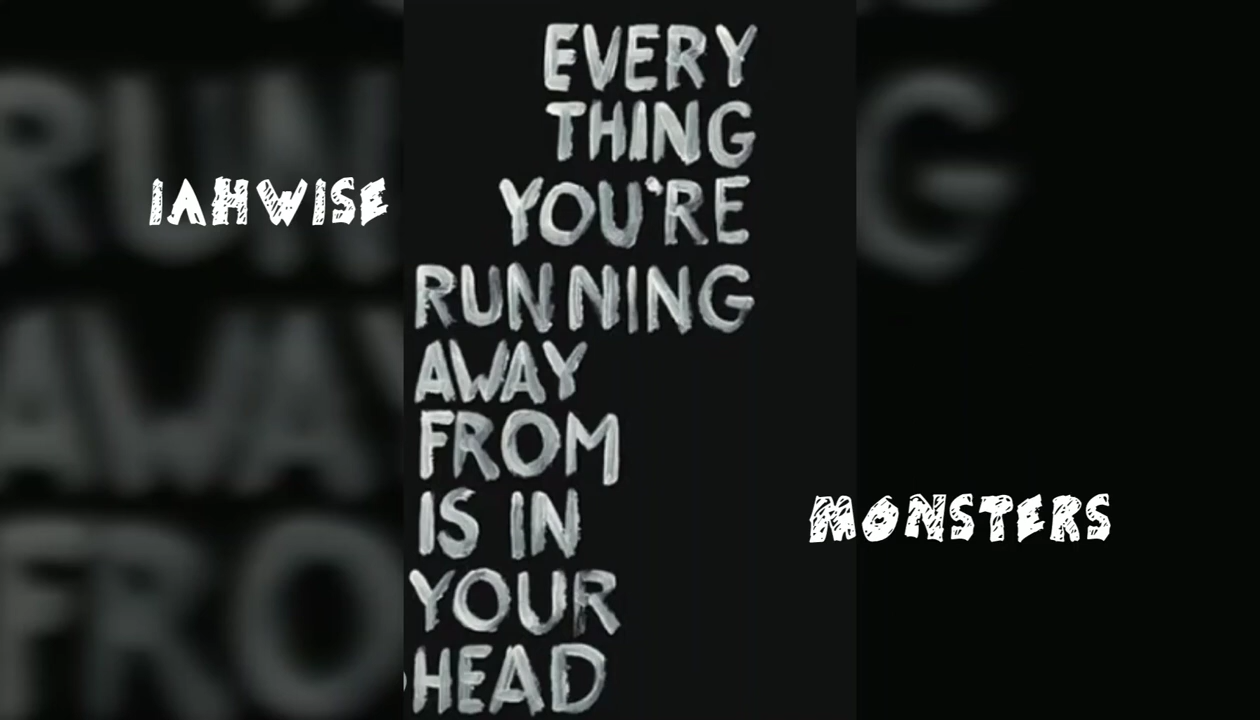 IAHWISE
EVERY
THING
YOU'RE
RUNNING
AWAY
FROM
IS IN
YOUR
HEAD
MONSTERS